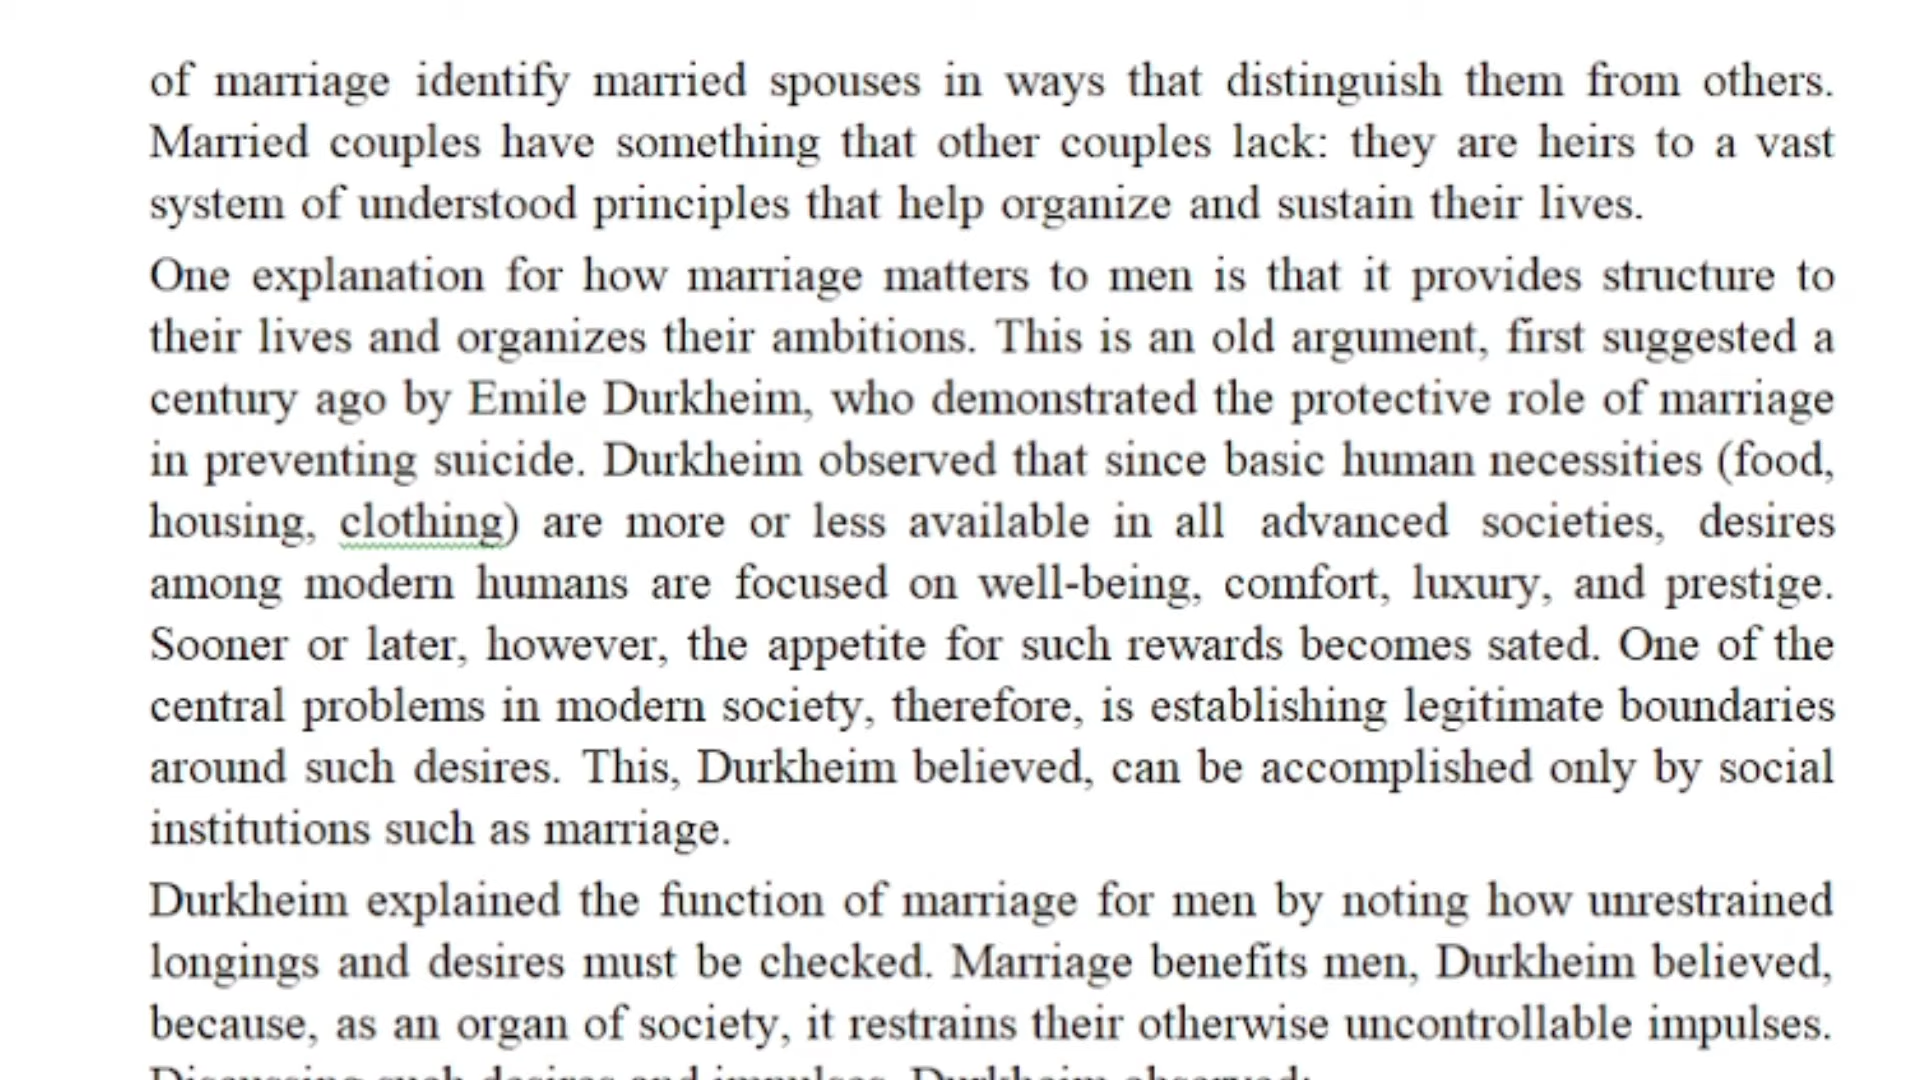 of marriage identify married spouses in ways that distinguish them from others.
Married couples have something that other couples lack: they are heirs to a vast
system of understood principles that help organize and sustain their lives.
One explanation for how marriage matters to men is that it provides structure to
their lives and organizes their ambitions. This is an old argument, first suggested a
century ago by Emile Durkheim, who demonstrated the protective role of marriage
in preventing suicide. Durkheim observed that since basic human necessities (food,
housing, clothing) are more or less available in all advanced societies, desires
among modern humans are focused on well-being, comfort, luxury, and prestige.
Sooner or later, however, the appetite for such rewards becomes sated. One of the
central problems in modern society, therefore, is establishing legitimate boundaries
around such desires. This, Durkheim believed, can be accomplished only by social
institutions such as marriage.
Durkheim explained the function of marriage for men by noting how unrestrained
longings and desires must be checked. Marriage benefits men, Durkheim believed,
because, as an organ of society, it restrains their otherwise uncontrollable impulses.
Discussing such desires and impulses, Durkheim observed: